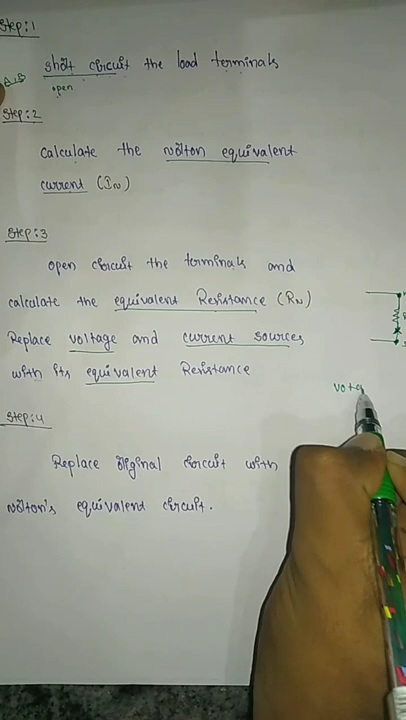 Step:1
Short circuit the load terminals
A,B
open
Step:2
Calculate the Norton equivalent
current (IN)
Step:3
open circuit the terminals and
calculate the equivalent Resistance (RN)
Replace voltage and current sources,
with its equivalent Resistance
Vota
Step:4
Replace original circuit with
Norton's equivalent circuit.